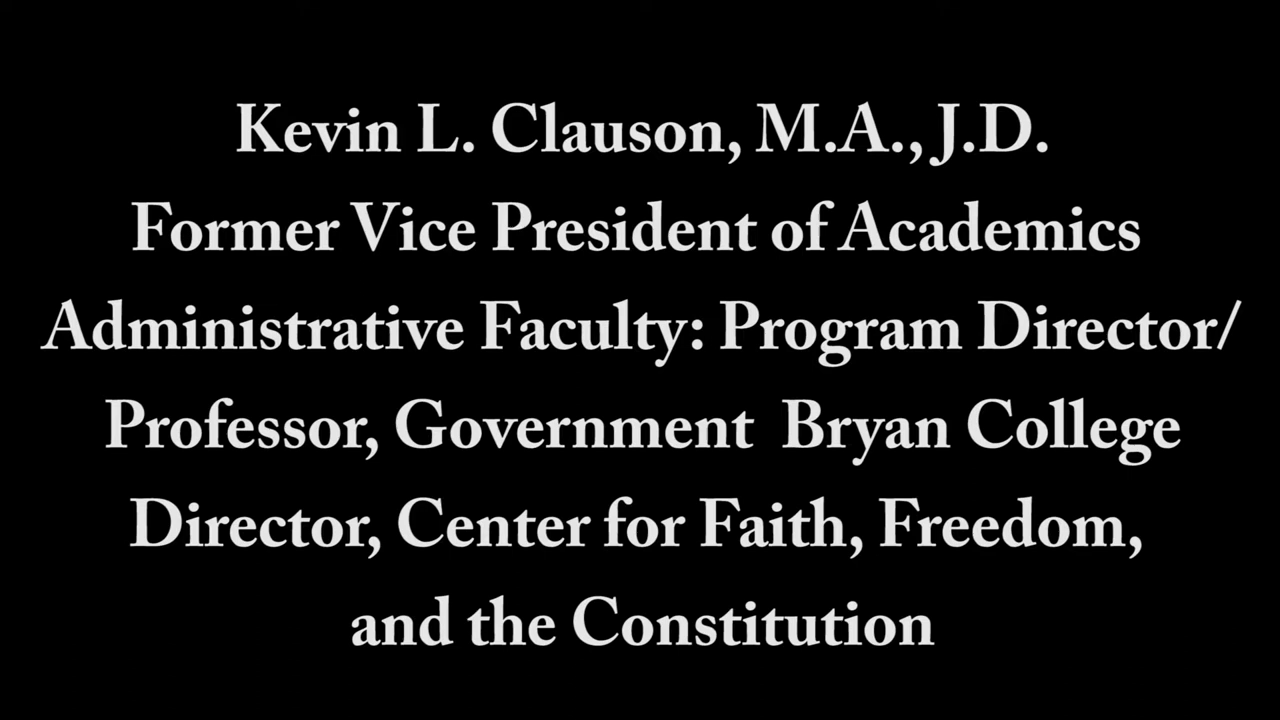 Kevin L. Clauson, M.A., J.D.
Former Vice President of Academics
Administrative Faculty: Program Director/
Professor, Government  Bryan College
Director, Center for Faith, Freedom,
and the Constitution